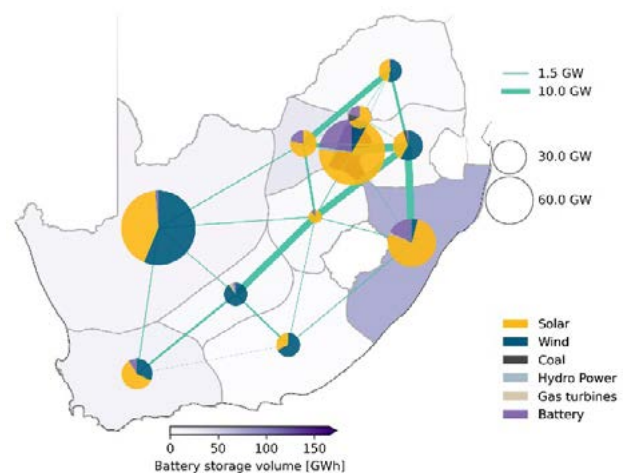 1.5 GW
10.0 GW
30.0 GW
60.0 GW
Solar
Wind
Coal
Hydro Power
Gas turbines
Battery
0 50 100 150
Battery storage volume [GWh]